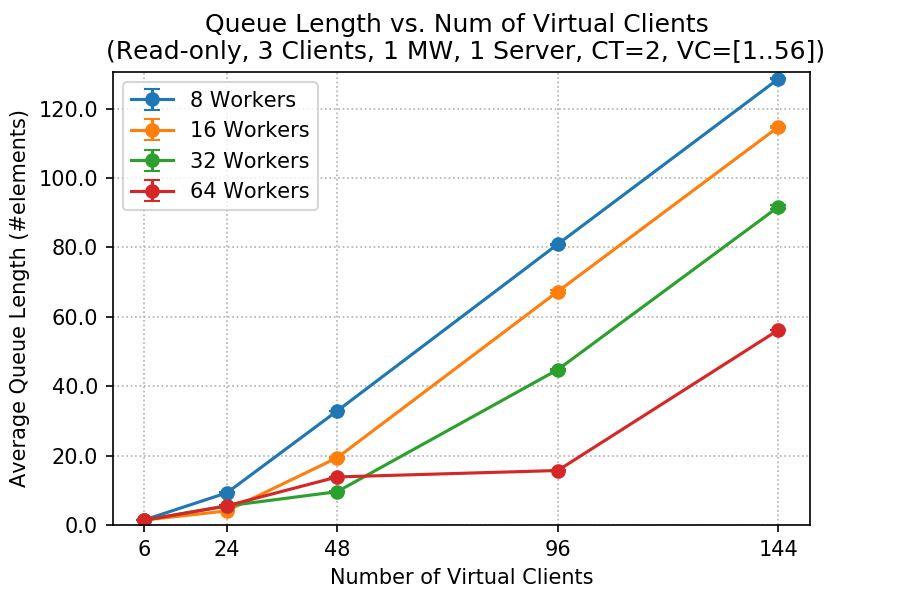 Queue Length vs. Num of Virtual Clients
(Read-only, 3 Clients, 1 MW, 1 Server, CT=2, VC=[1..56])
8 Workers
16 Workers
32 Workers
64 Workers
Average Queue Length (#elements)
120.0
100.0
80.0
60.0
40.0
20.0
0.0
6 24 48 96 144
Number of Virtual Clients